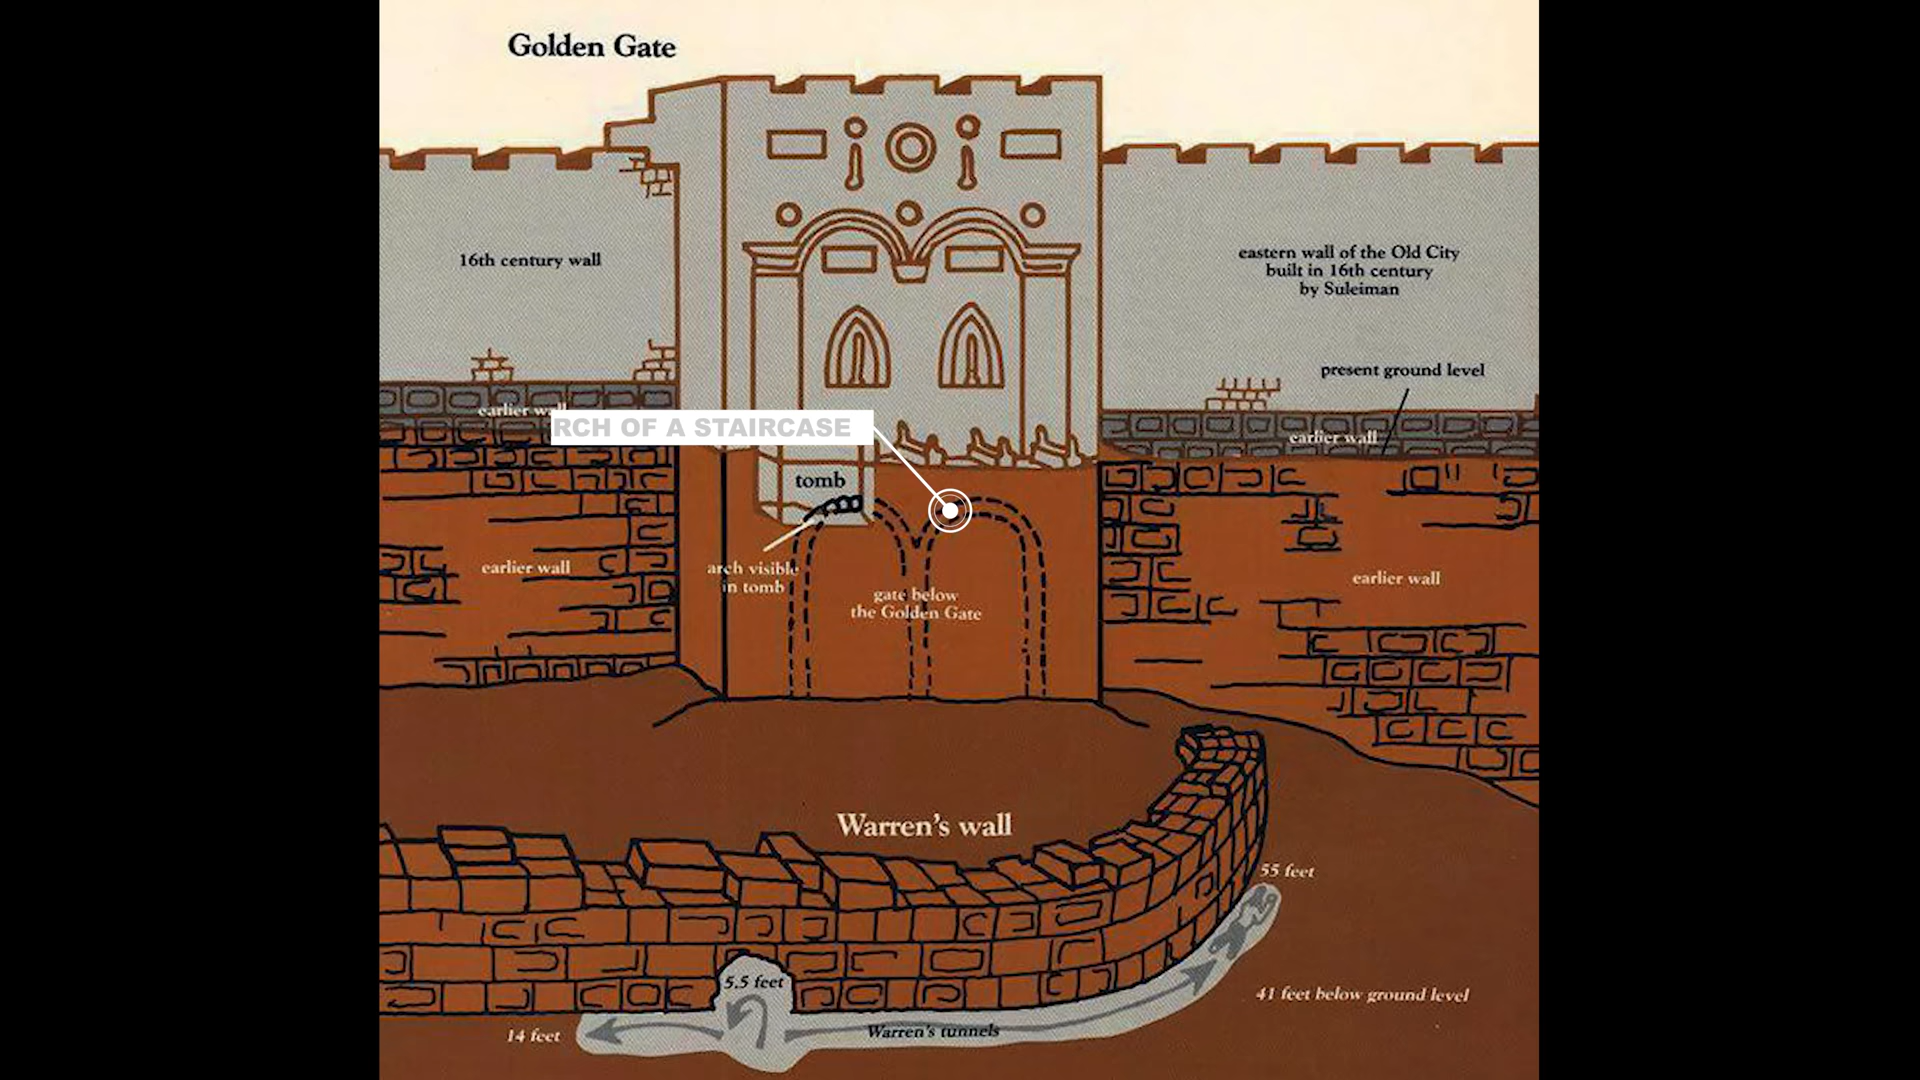 Golden Gate
16th century wall
eastern wall of the Old City
built in 16th century
by Suleiman
present ground level
earlier wall
RCH OF A STAIRCASE
earlier wall
tomb
earlier wall
arch visible
in tomb
gate below
the Golden Gate
earlier wall
Warren's wall
55 feet
5.5 feet
41 feet below ground level
14 feet
Warren's tunnels